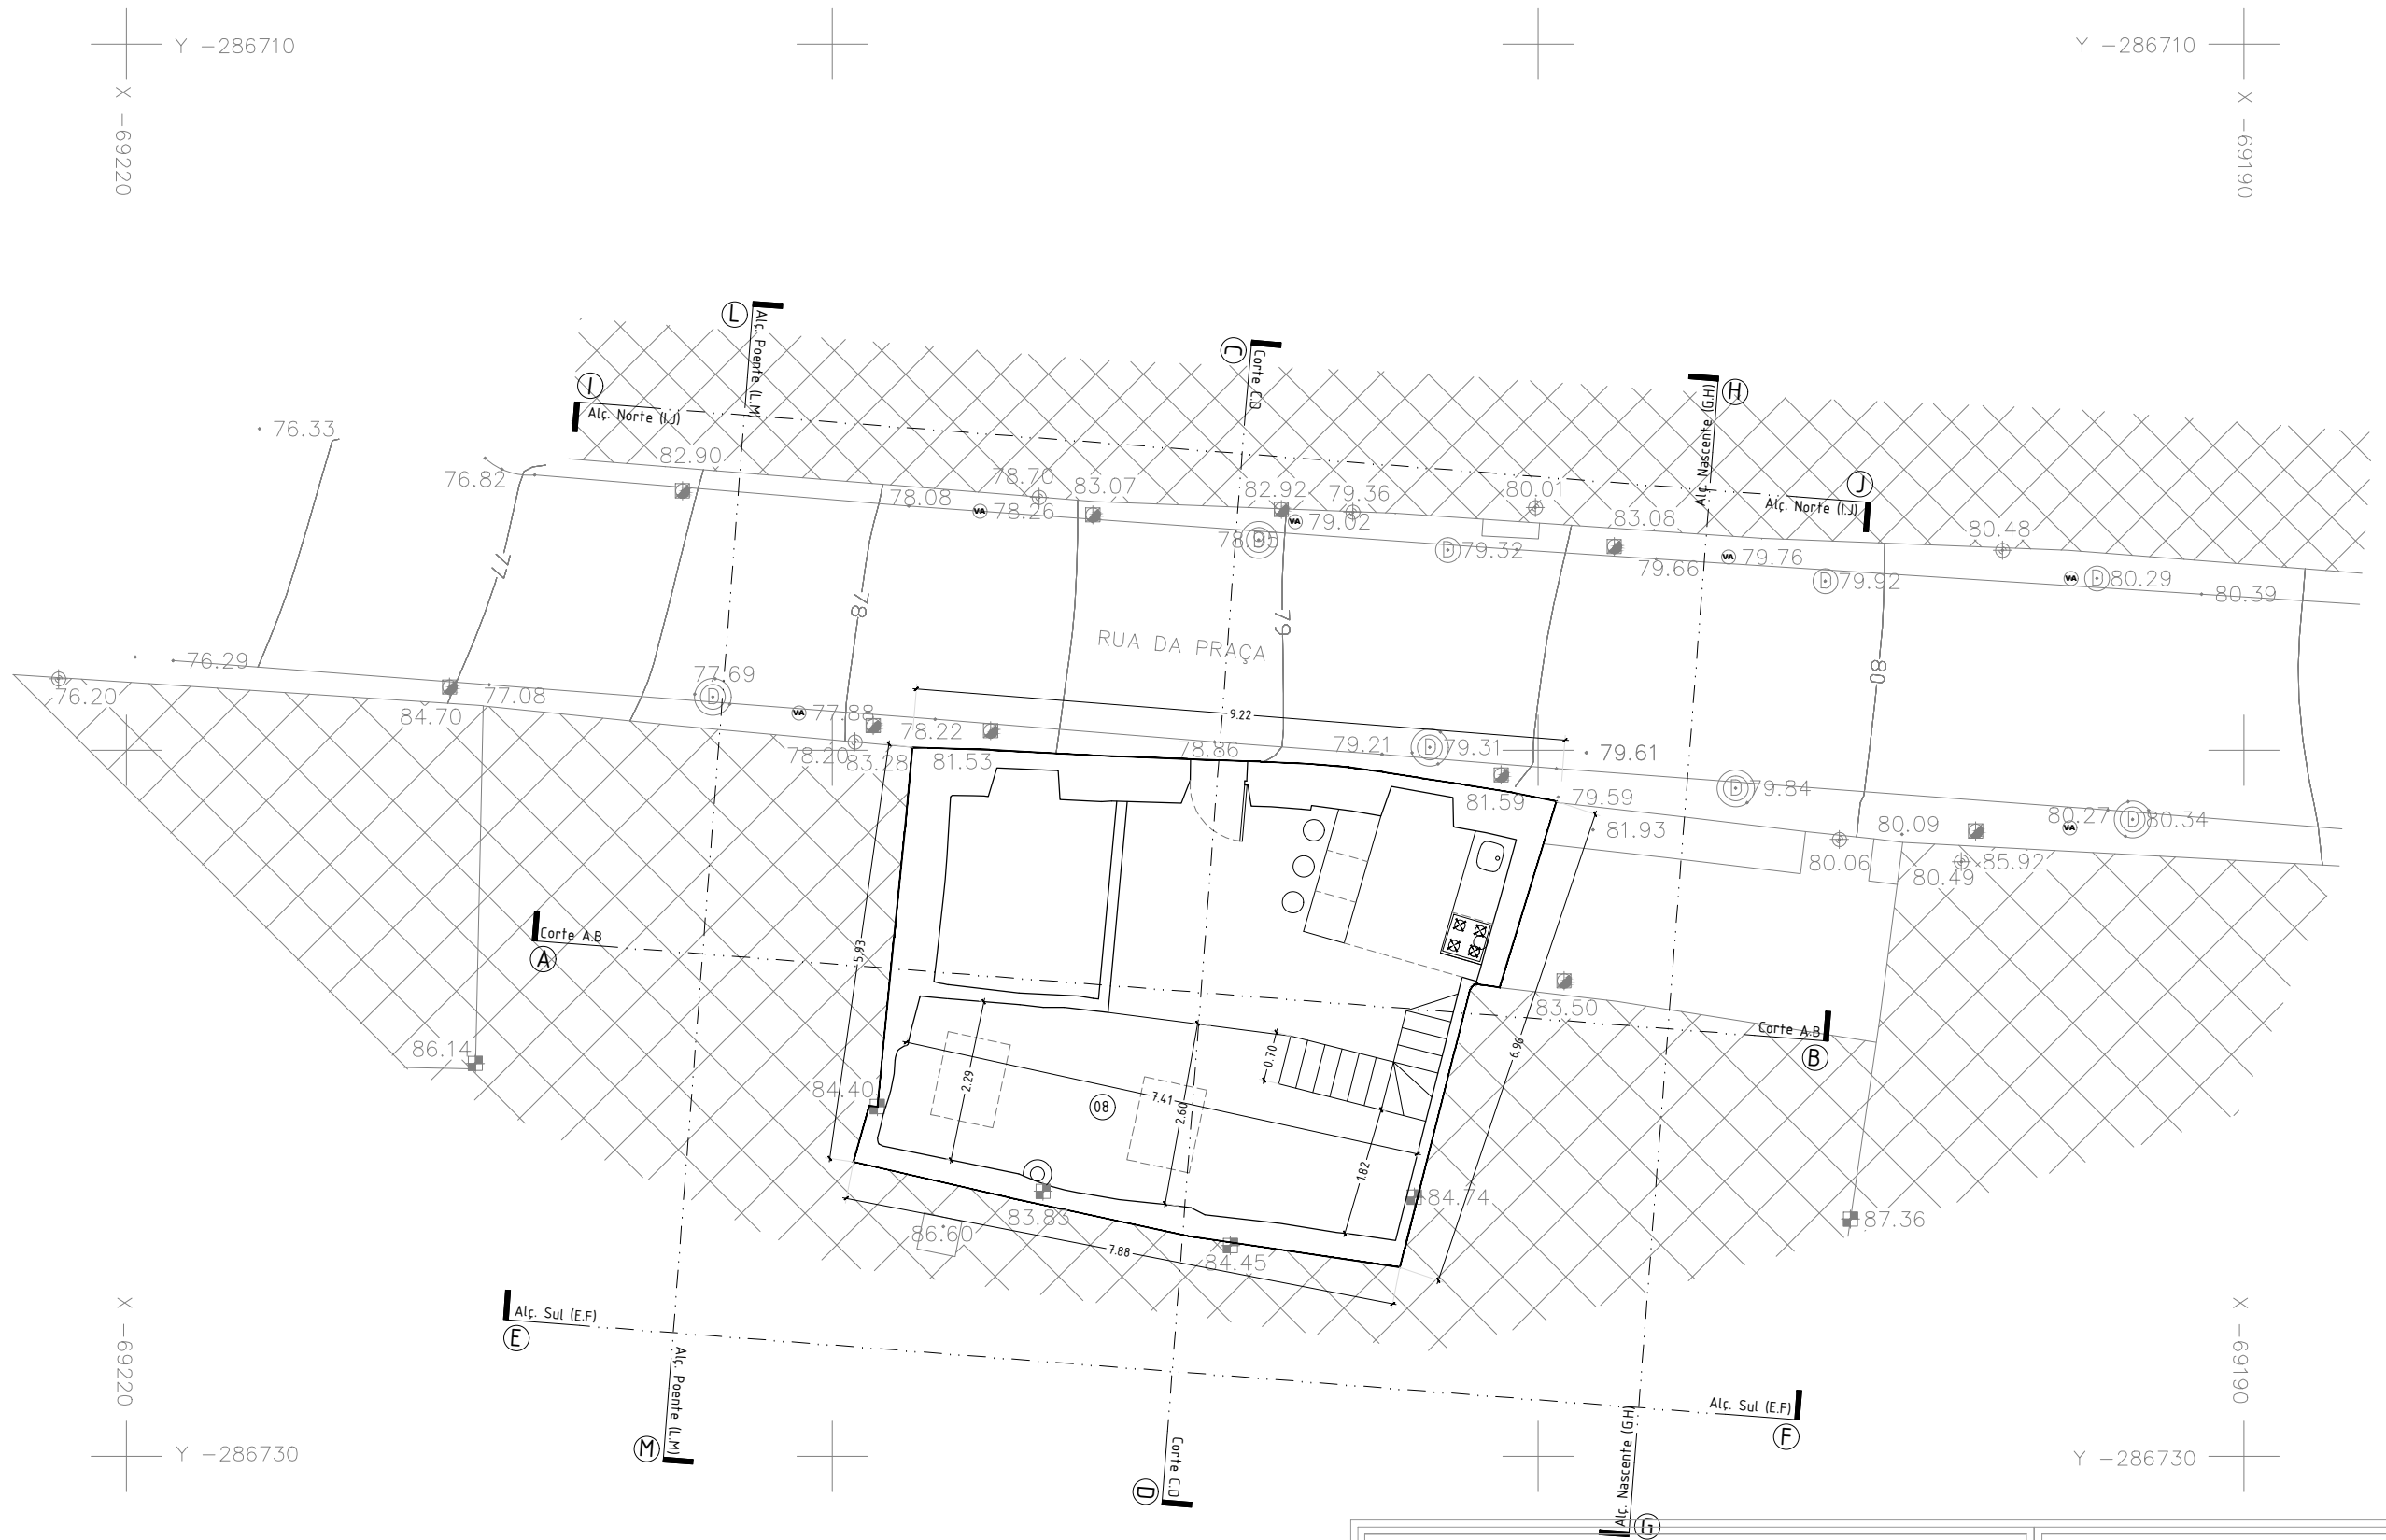 Y -286710
Y -286710
X -69220
X -69190
L
Alç. Poente (L.M)
C
Corte C.D
H
Alç. Nascente (G.H)
I
Alç. Norte (I.J)
J
Alç. Norte (I.J)
76.33
76.82
82.90
78.70
83.07
82.92
79.36
80.01
83.08
80.48
78.08
VA 78.26
VA 79.02
78.95
D 79.32
79.66
VA 79.76
D 79.92
VA D 80.29
80.39
77
78
79
80
RUA DA PRAÇA
76.29
76.20
77.08
84.70
77.69
D
VA 77.88
78.22
78.20
83.28
81.53
9.22
78.86
79.21
D 79.31
79.61
81.59
79.59
D 79.84
81.93
80.27
VA
D 80.34
80.09
80.06
80.49
85.92
5.93
Corte A.B
A
83.50
Corte A.B
B
6.96
86.14
84.40
2.29
0.70
7.41
2.60
08
1.82
84.74
87.36
83.83
86.60
84.45
7.88
Alç. Sul (E.F)
E
Alç. Sul (E.F)
F
X -69220
X -69190
Alç. Poente (L.M)
M
Corte C.D
D
Alç. Nascente (G.H)
G
Y -286730
Y -286730